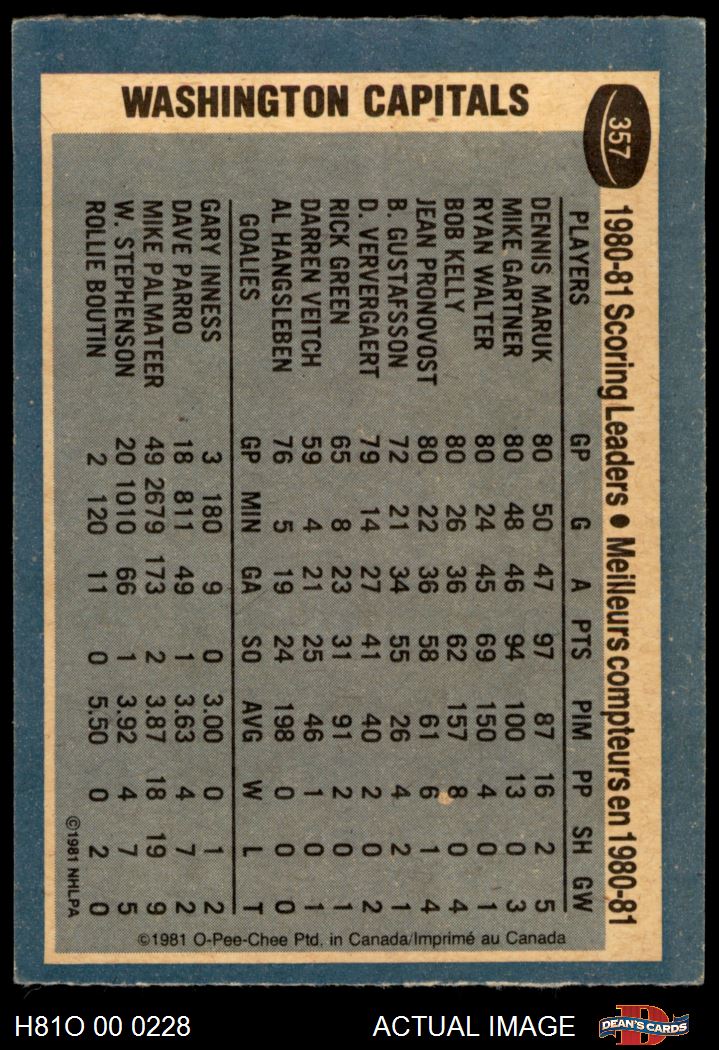 WASHINGTON CAPITALS
357
1980-81 Scoring Leaders • Meilleurs compteurs en 1980-81
PLAYERS GP G A PTS PIM PP SH GW
DENNIS MARUK 80 50 47 97 87 16 2 5
MIKE GARTNER 80 48 46 94 100 13 0 3
RYAN WALTER 80 24 45 69 150 4 0 1
BOB KELLY 80 26 36 62 157 8 0 4
JEAN PRONOVOST 80 22 36 58 61 6 1 4
B. GUSTAFSSON 72 21 34 55 26 4 2 1
D. VERVERGAERT 79 14 27 41 40 2 0 2
RICK GREEN 65 8 23 31 91 2 0 1
DARREN VEITCH 59 4 21 25 46 1 0 1
AL HANGSLEBEN 76 5 19 24 198 0 0 0
GOALIES GP MIN GA SO AVG W L T
GARY INNESS 3 180 9 0 3.00 0 1 2
DAVE PARRO 18 811 49 1 3.63 4 7 2
MIKE PALMATEER 49 2679 173 2 3.87 18 19 9
W. STEPHENSON 20 1010 66 1 3.92 4 7 5
ROLLIE BOUTIN 2 120 11 0 5.50 0 2 0
©1981 NHLPA
©1981 O-Pee-Chee Ptd. in Canada/Imprimé au Canada
H81O 00 0228
ACTUAL IMAGE
D
DEAN'S CARDS